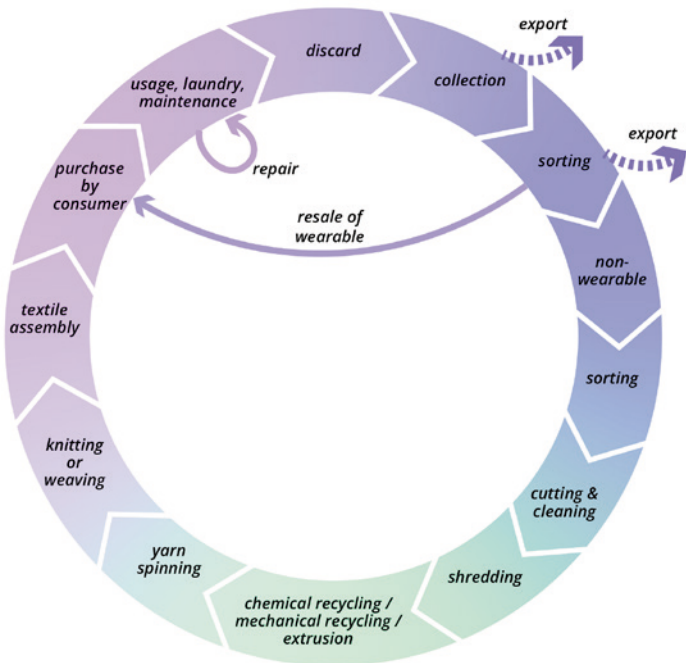 export
discard
collection
usage, laundry,
maintenance
export
sorting
repair
purchase
by
consumer
resale of
wearable
non-
wearable
textile
assembly
sorting
knitting
or
weaving
cutting &
cleaning
yarn
spinning
shredding
chemical recycling /
mechanical recycling /
extrusion